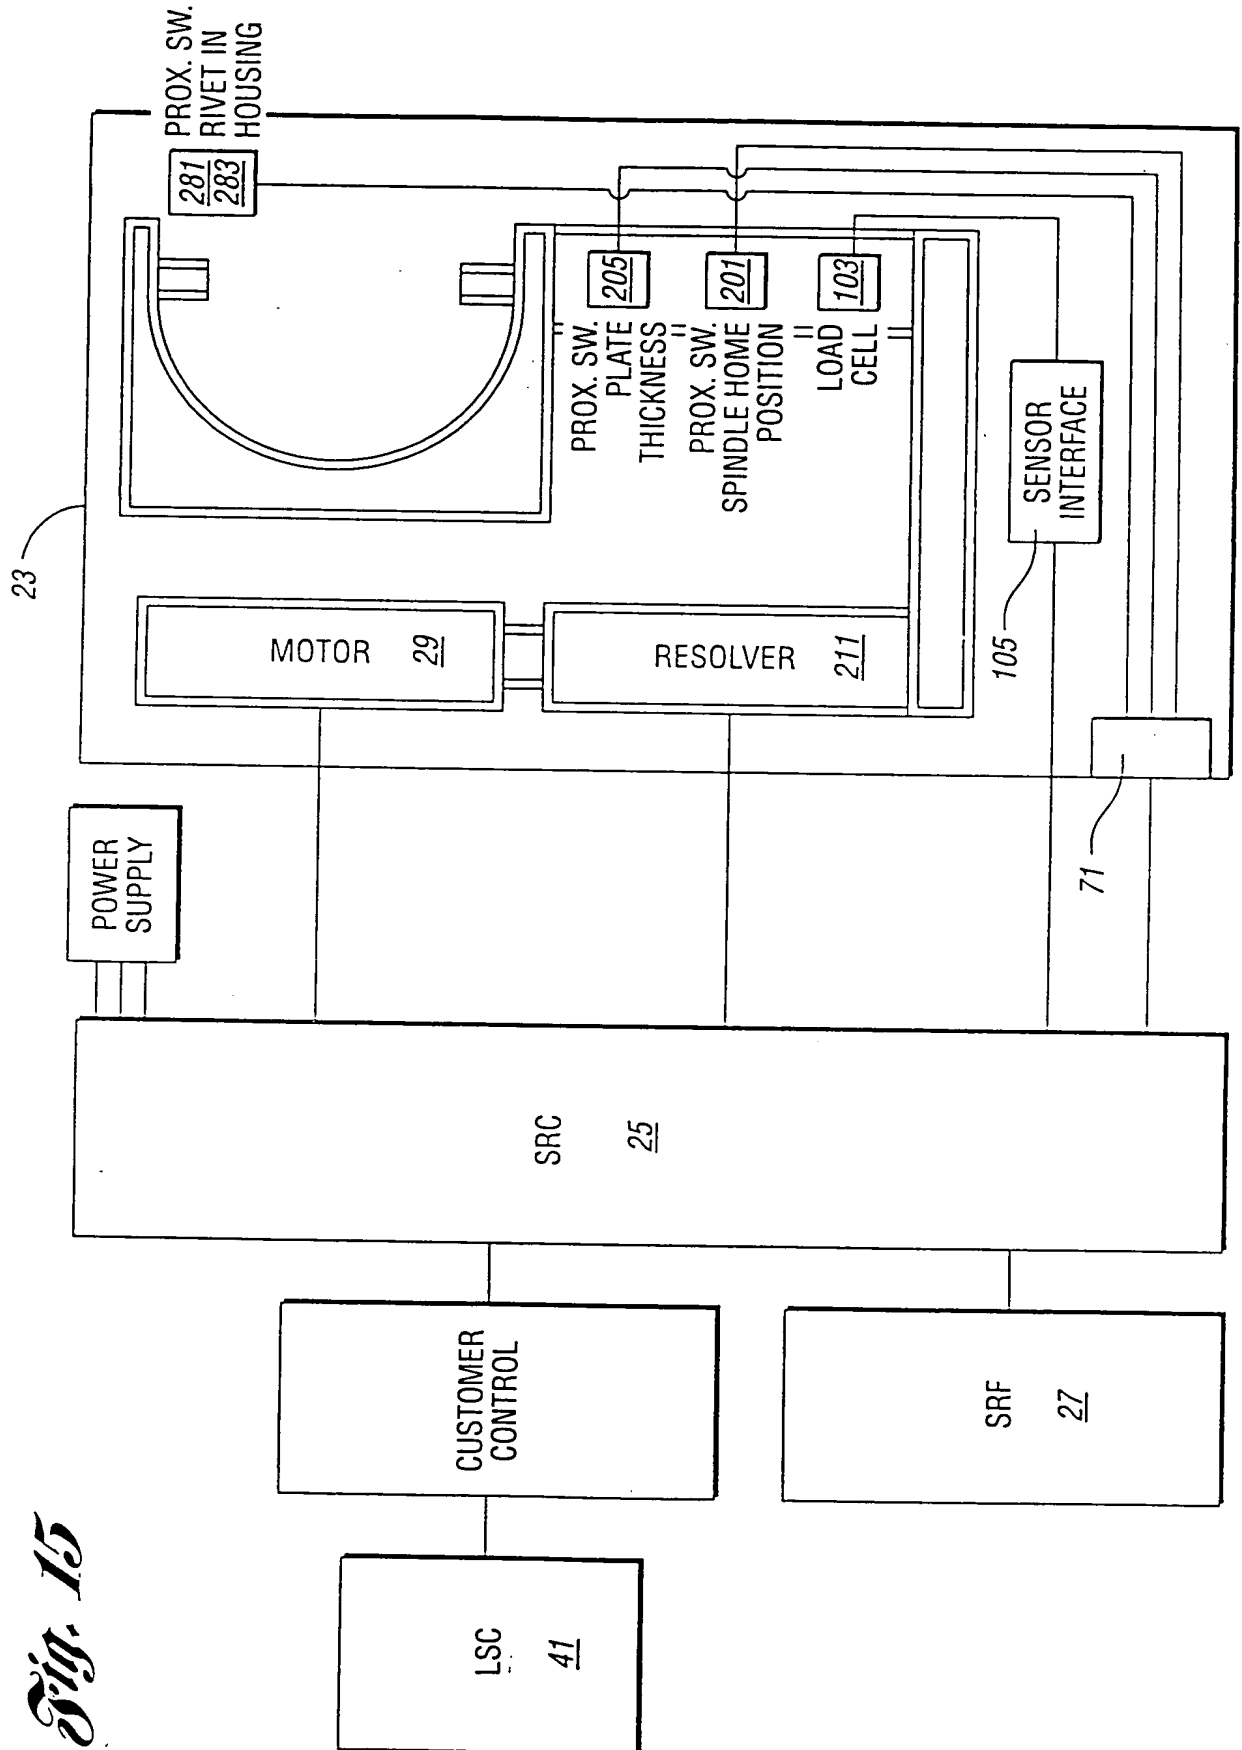 Fig. 15
LSC
41
CUSTOMER
CONTROL
SRF
27
SRC
25
POWER
SUPPLY
23
MOTOR 29
RESOLVER 211
PROX. SW.
RIVET IN
HOUSING
281
283
PROX. SW.
PLATE
THICKNESS
205
PROX. SW.
SPINDLE HOME
POSITION
201
LOAD
CELL
103
SENSOR
INTERFACE
105
71